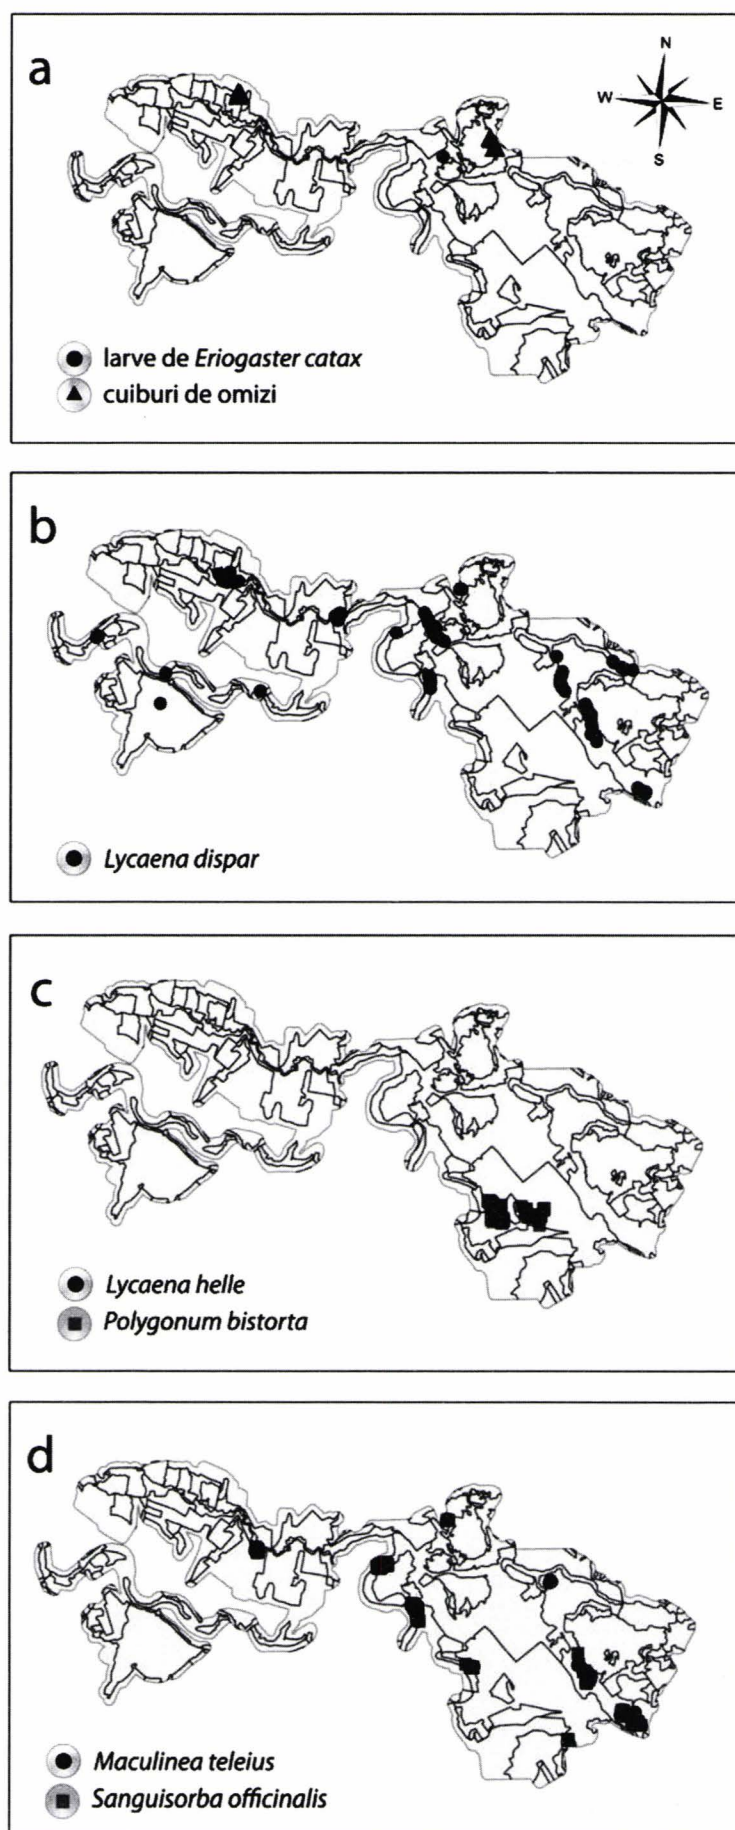 a
N
W E
S
larve de Eriogaster catax
cuiburi de omizi
b
Lycaena dispar
c
Lycaena helle
Polygonum bistorta
d
Maculinea teleius
Sanguisorba officinalis